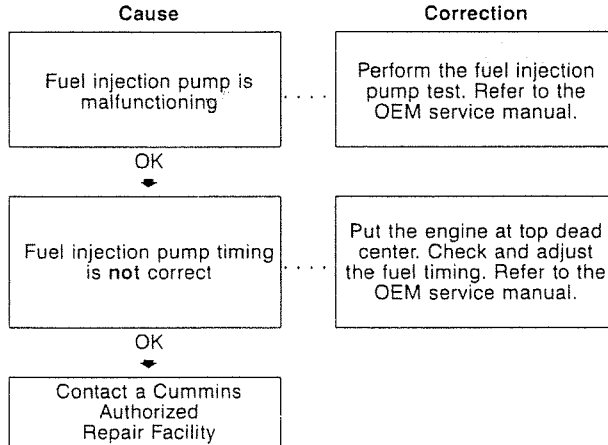 Cause
Correction
Fuel injection pump is
malfunctioning
Perform the fuel injection
pump test. Refer to the
OEM service manual.
OK
Fuel injection pump timing
is not correct
Put the engine at top dead
center. Check and adjust
the fuel timing. Refer to the
OEM service manual.
OK
Contact a Cummins
Authorized
Repair Facility